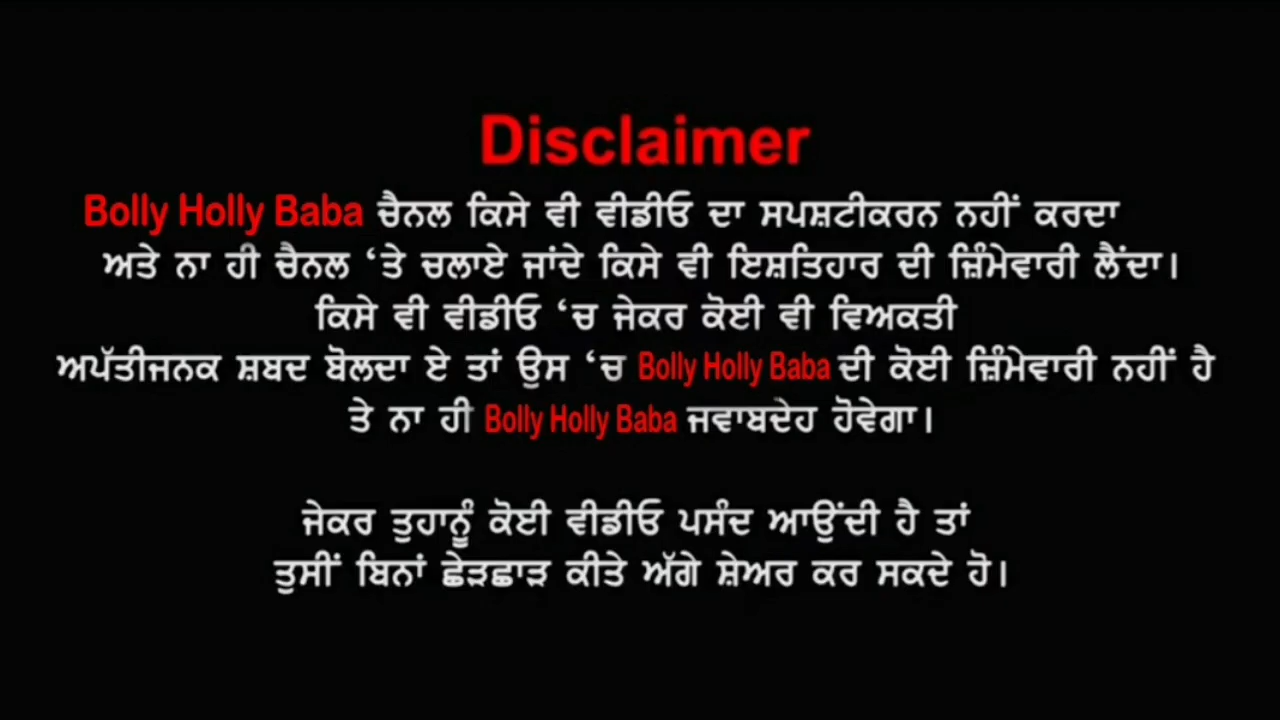 Disclaimer
Bolly Holly Baba ਚੈਨਲ ਕਿਸੇ ਵੀ ਵੀਡੀਓ ਦਾ ਸਪਸ਼ਟੀਕਰਨ ਨਹੀਂ ਕਰਦਾ
ਅਤੇ ਨਾ ਹੀ ਚੈਨਲ ‘ਤੇ ਚਲਾਏ ਜਾਂਦੇ ਕਿਸੇ ਵੀ ਇਸ਼ਤਿਹਾਰ ਦੀ ਜ਼ਿੰਮੇਵਾਰੀ ਲੈਂਦਾ।
ਕਿਸੇ ਵੀ ਵੀਡੀਓ ‘ਚ ਜੇਕਰ ਕੋਈ ਵੀ ਵਿਅਕਤੀ
ਅਪੱਤੀਜਨਕ ਸ਼ਬਦ ਬੋਲਦਾ ਏ ਤਾਂ ਉਸ ‘ਚ Bolly Holly Baba ਦੀ ਕੋਈ ਜ਼ਿੰਮੇਵਾਰੀ ਨਹੀਂ ਹੈ
ਤੇ ਨਾ ਹੀ Bolly Holly Baba ਜਵਾਬਦੇਹ ਹੋਵੇਗਾ।
ਜੇਕਰ ਤੁਹਾਨੂੰ ਕੋਈ ਵੀਡੀਓ ਪਸੰਦ ਆਉਂਦੀ ਹੈ ਤਾਂ
ਤੁਸੀਂ ਬਿਨਾਂ ਛੇੜਛਾੜ ਕੀਤੇ ਅੱਗੇ ਸ਼ੇਅਰ ਕਰ ਸਕਦੇ ਹੋ।